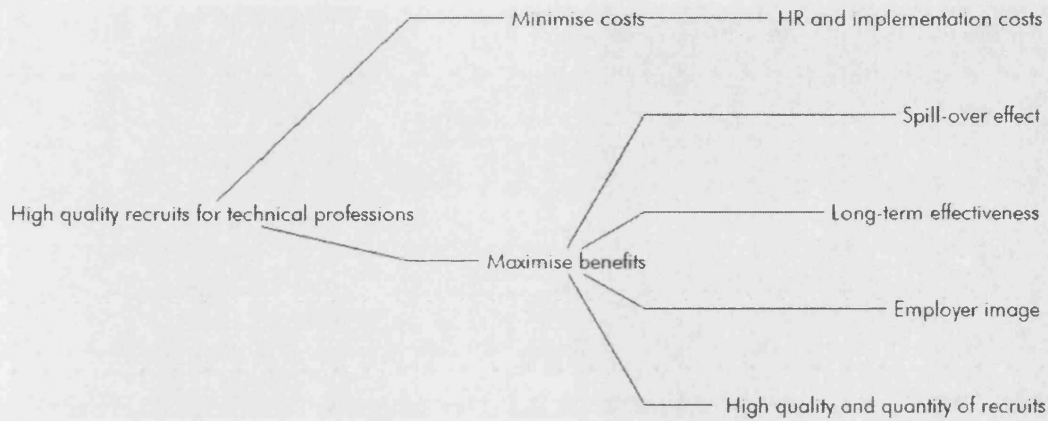 Minimise costs
HR and implementation costs
Spill-over effect
High quality recruits for technical professions
Long-term effectiveness
Maximise benefits
Employer image
High quality and quantity of recruits